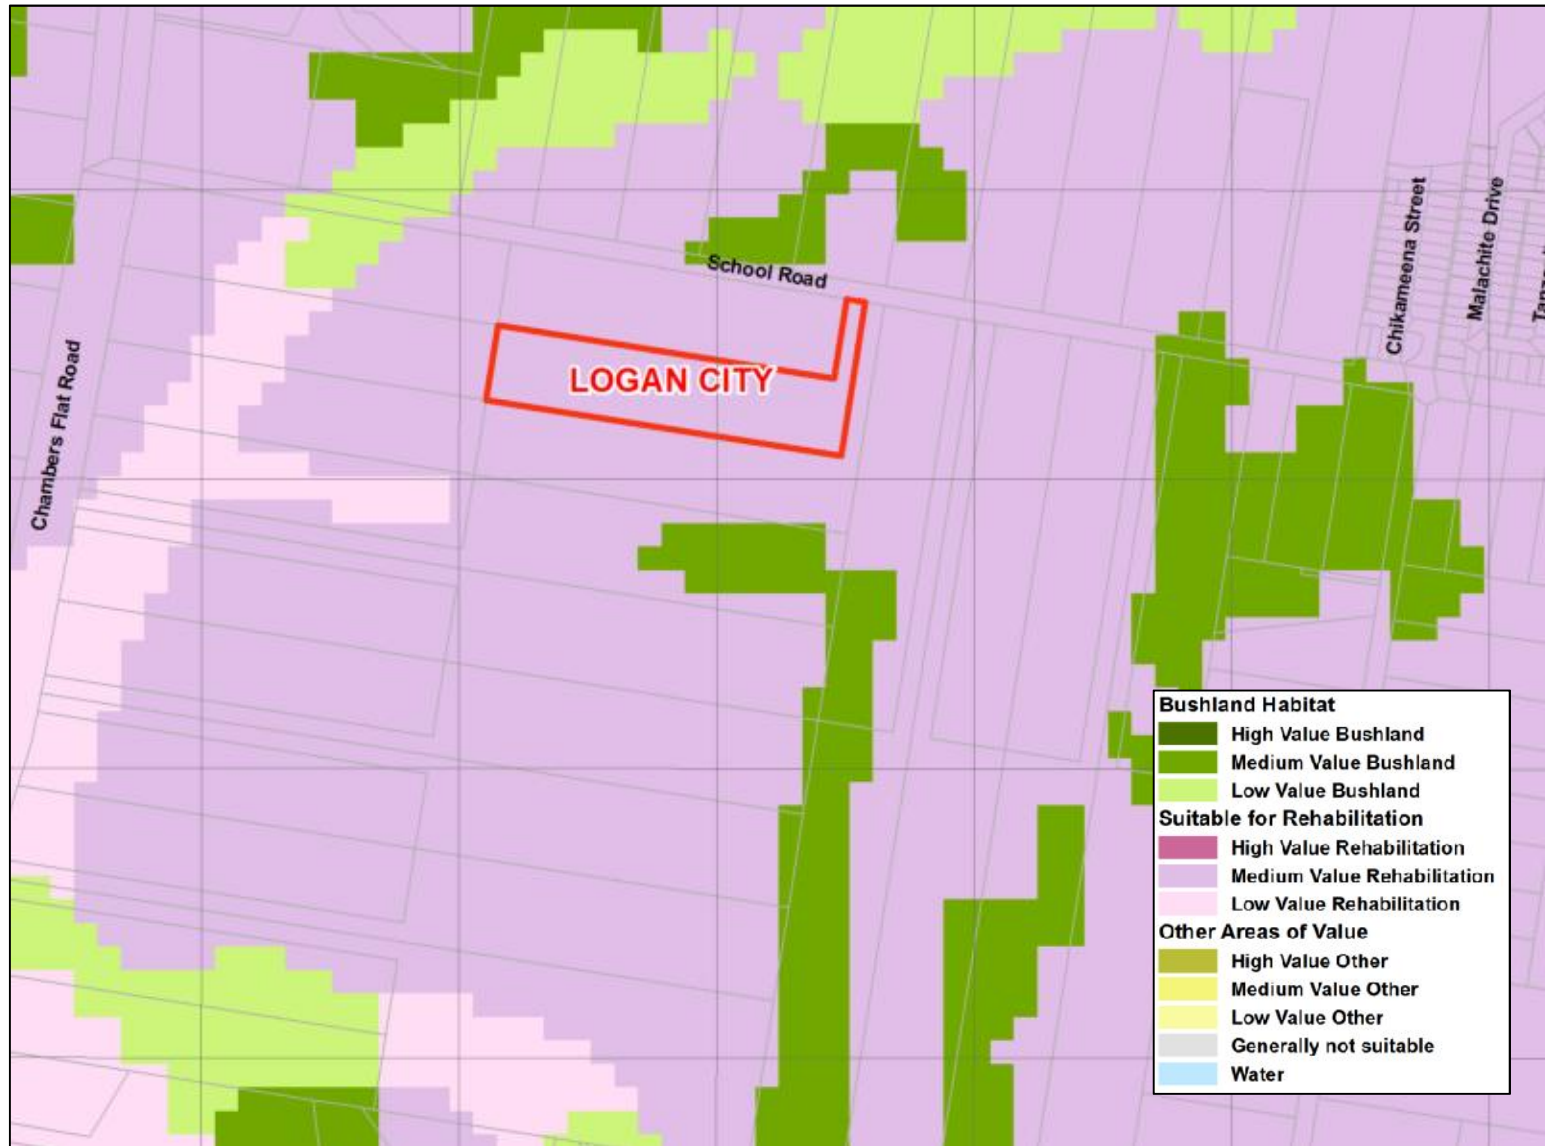 School Road
LOGAN CITY
Chambers Flat Road
Chikameena Street
Malachite Drive
Bushland Habitat
High Value Bushland
Medium Value Bushland
Low Value Bushland
Suitable for Rehabilitation
High Value Rehabilitation
Medium Value Rehabilitation
Low Value Rehabilitation
Other Areas of Value
High Value Other
Medium Value Other
Low Value Other
Generally not suitable
Water